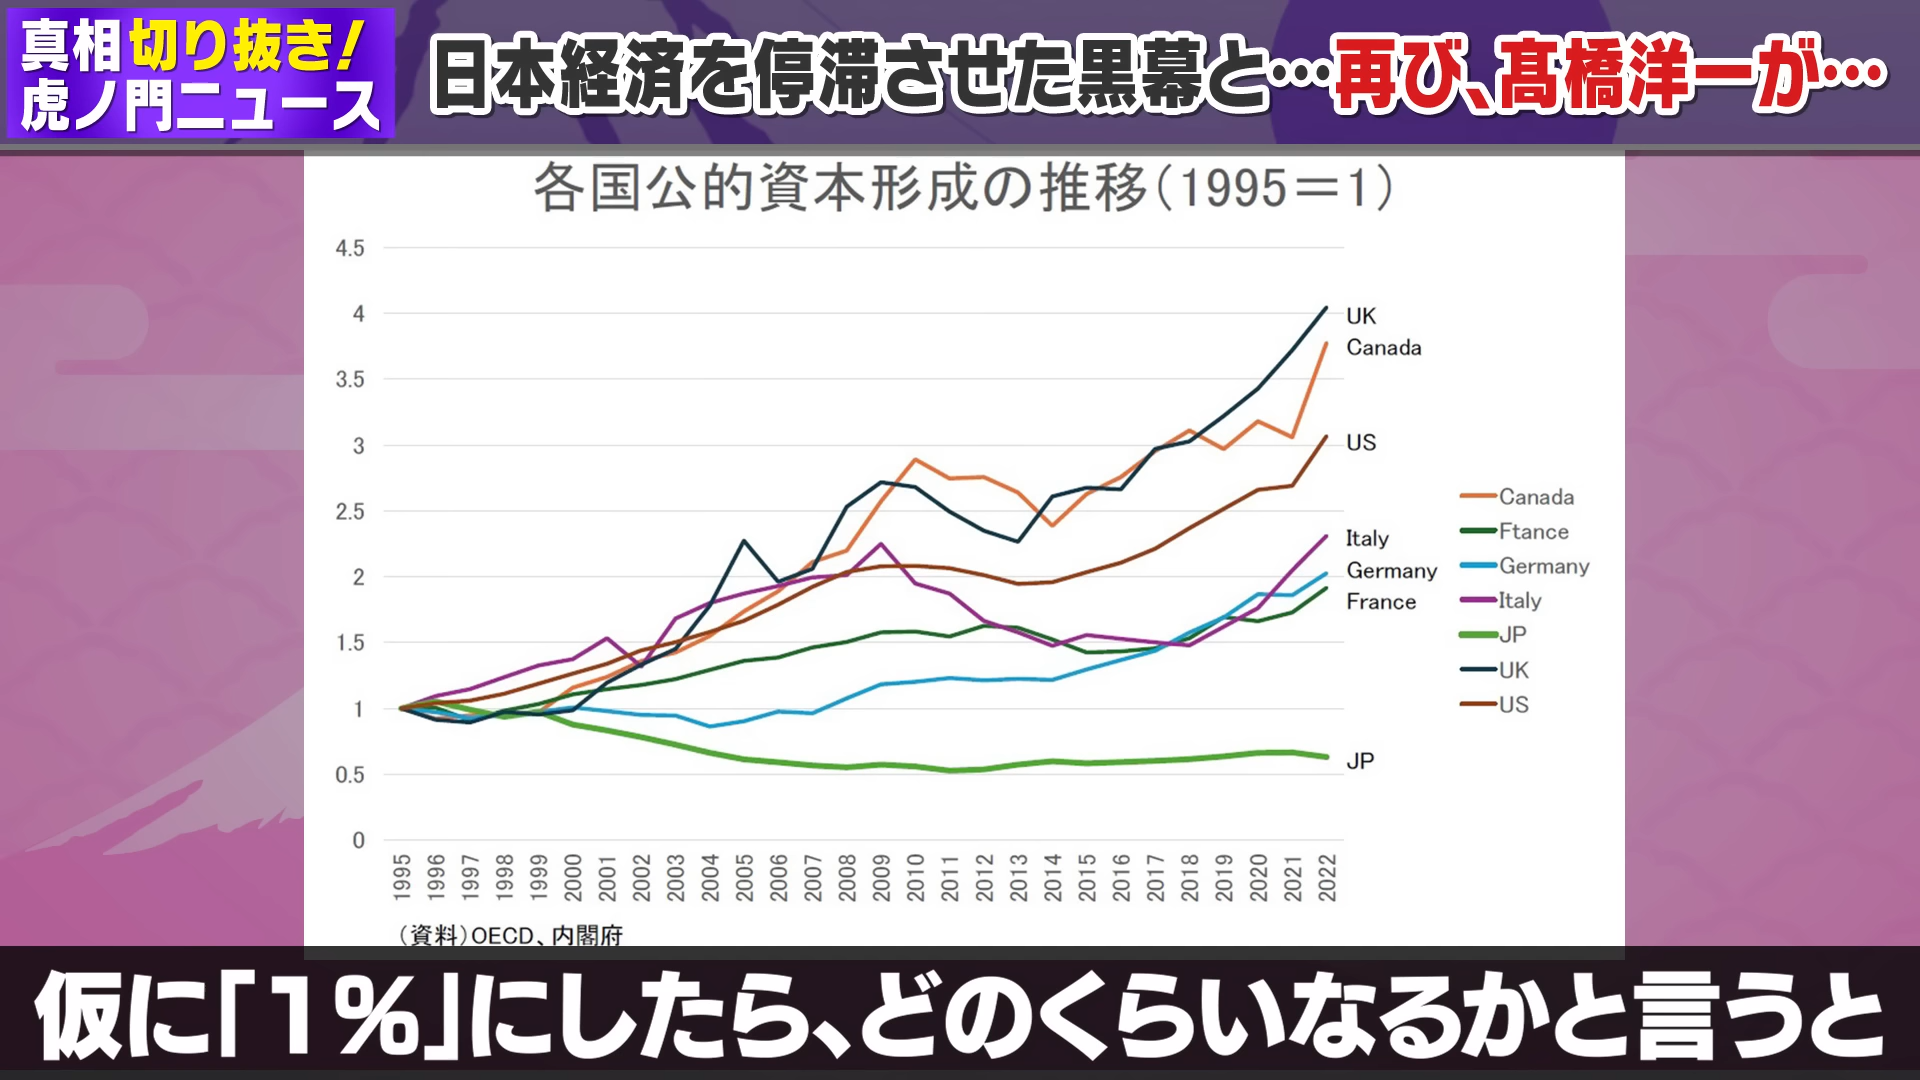 真相切り抜き!
虎ノ門ニュース
日本経済を停滞させた黒幕と…再び、髙橋洋一が…
各国公的資本形成の推移（1995＝1）
4.5
4
3.5
3
2.5
2
1.5
1
0.5
0
UK
Canada
US
Italy
Germany
France
JP
Canada
Ftance
Germany
Italy
JP
UK
US
1995 1996 1997 1998 1999 2000 2001 2002 2003 2004 2005 2006 2007 2008 2009 2010 2011 2012 2013 2014 2015 2016 2017 2018 2019 2020 2021 2022
（資料）OECD、内閣府
仮に「1%」にしたら、どのくらいなるかと言うと